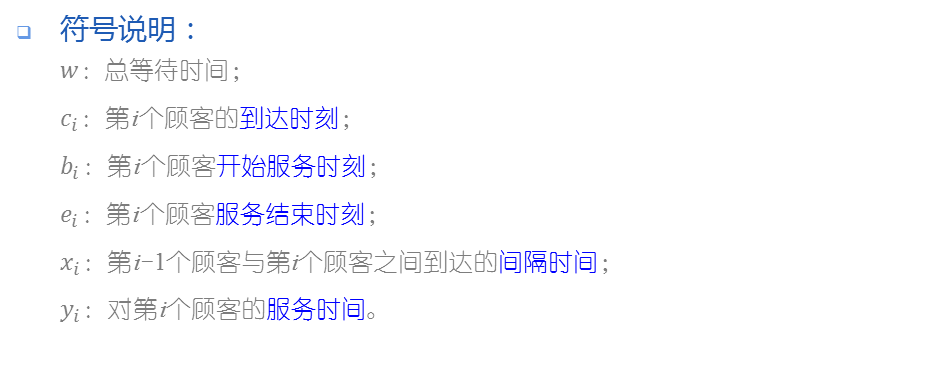 符号说明：
w：总等待时间；
cᵢ：第i个顾客的到达时刻；
bᵢ：第i个顾客开始服务时刻；
eᵢ：第i个顾客服务结束时刻；
xᵢ：第i-1个顾客与第i个顾客之间到达的间隔时间；
yᵢ：对第i个顾客的服务时间。